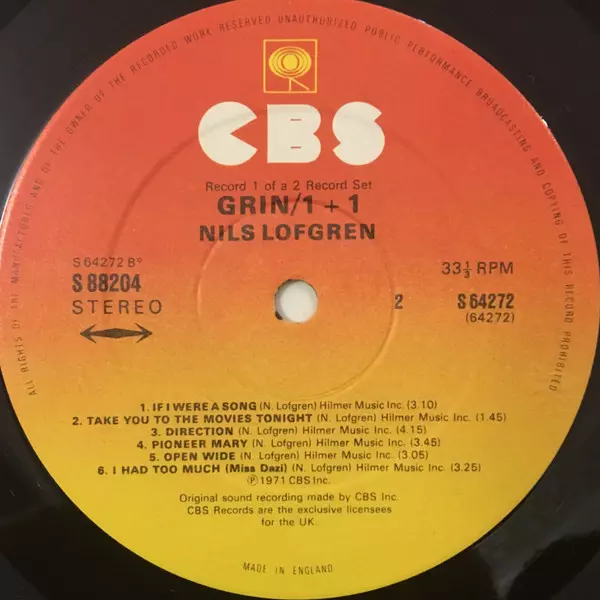 ALL RIGHTS OF THE MANUFACTURER AND OF THE OWNER OF THE RECORDED WORK RESERVED UNAUTHORIZED PUBLIC PERFORMANCE BROADCASTING AND COPYING OF THIS RECORD PROHIBITED
CBS
Record 1 of a 2 Record Set
GRIN/1 + 1
NILS LOFGREN
S 64272 B°
33 1/3 RPM
S 88204
2 S 64272
STEREO
(64272)
1. IF I WERE A SONG (N. Lofgren) Hilmer Music Inc. (3.10)
2. TAKE YOU TO THE MOVIES TONIGHT (N. Lofgren) Hilmer Music Inc. (1.45)
3. DIRECTION (N. Lofgren) Hilmer Music Inc. (4.15)
4. PIONEER MARY (N. Lofgren) Hilmer Music Inc. (3.45)
5. OPEN WIDE (N. Lofgren) Hilmer Music Inc. (3.05)
6. I HAD TOO MUCH (Miss Dazi) (N. Lofgren) Hilmer Music Inc. (3.25)
℗1971 CBS Inc.
Original sound recording made by CBS Inc.
CBS Records are the exclusive licensees
for the UK.
MADE IN ENGLAND